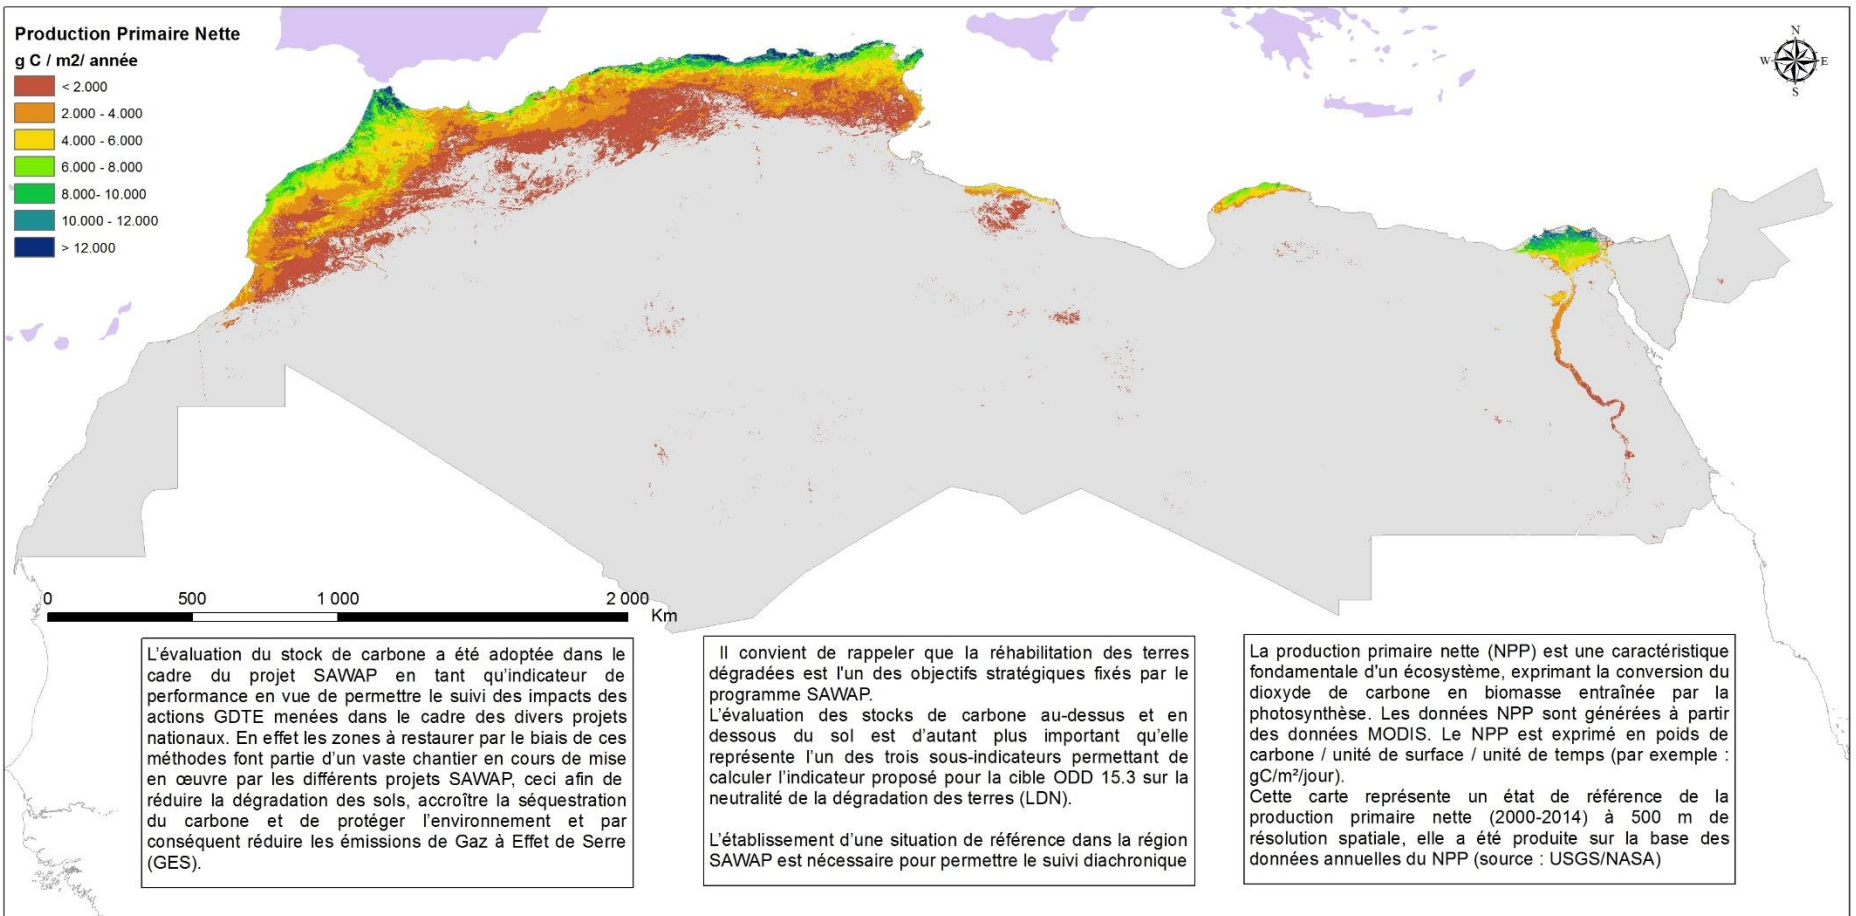 Production Primaire Nette
g C / m2/ année
< 2.000
2.000 - 4.000
4.000 - 6.000
6.000 - 8.000
8.000- 10.000
10.000 - 12.000
> 12.000
N
W
E
S
0
500
1 000
2 000
Km
L'évaluation du stock de carbone a été adoptée dans le
cadre du projet SAWAP en tant qu'indicateur de
performance en vue de permettre le suivi des impacts des
actions GDTE menées dans le cadre des divers projets
nationaux. En effet les zones à restaurer par le biais de ces
méthodes font partie d'un vaste chantier en cours de mise
en œuvre par les différents projets SAWAP, ceci afin de
réduire la dégradation des sols, accroître la séquestration
du carbone et de protéger l'environnement et par
conséquent réduire les émissions de Gaz à Effet de Serre
(GES).
Il convient de rappeler que la réhabilitation des terres
dégradées est l'un des objectifs stratégiques fixés par le
programme SAWAP.
L'évaluation des stocks de carbone au-dessus et en
dessous du sol est d'autant plus important qu'elle
représente l'un des trois sous-indicateurs permettant de
calculer l'indicateur proposé pour la cible ODD 15.3 sur la
neutralité de la dégradation des terres (LDN).
L'établissement d'une situation de référence dans la région
SAWAP est nécessaire pour permettre le suivi diachronique
La production primaire nette (NPP) est une caractéristique
fondamentale d'un écosystème, exprimant la conversion du
dioxyde de carbone en biomasse entraînée par la
photosynthèse. Les données NPP sont générées à partir
des données MODIS. Le NPP est exprimé en poids de
carbone / unité de surface / unité de temps (par exemple :
gC/m²/jour).
Cette carte représente un état de référence de la
production primaire nette (2000-2014) à 500 m de
résolution spatiale, elle a été produite sur la base des
données annuelles du NPP (source : USGS/NASA)